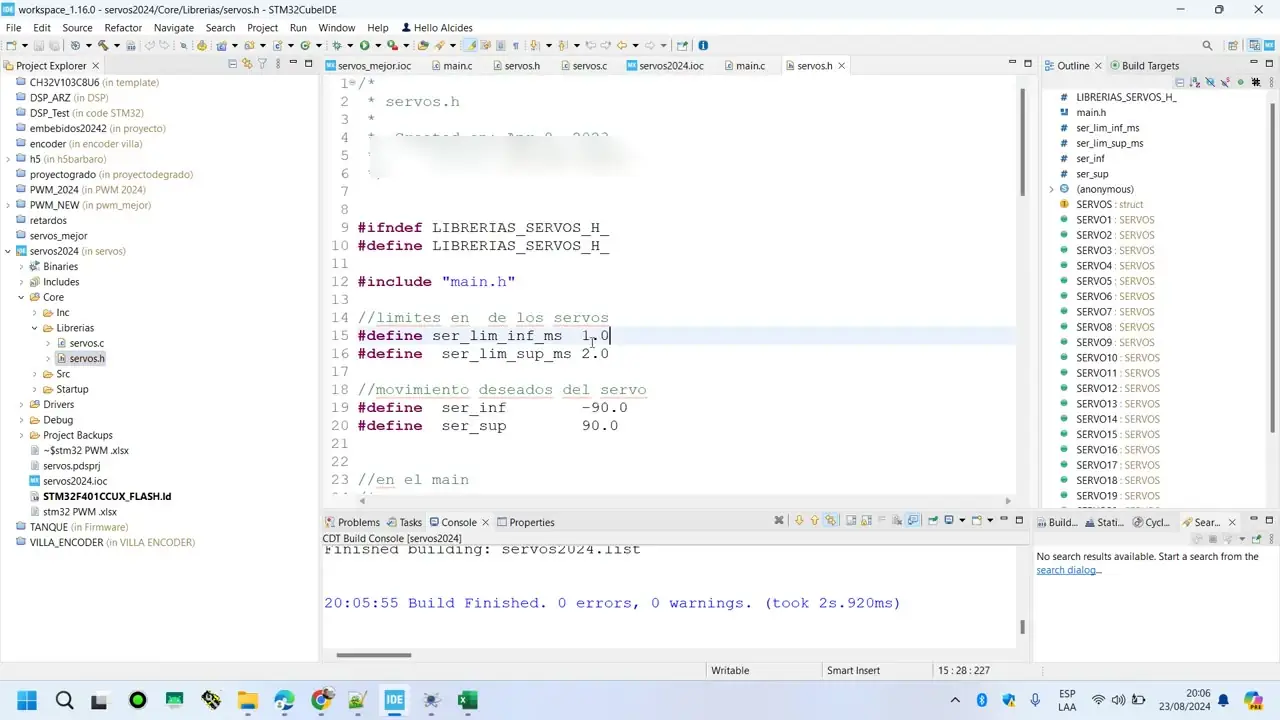 workspace_1.16.0 - servos2024/Core/Librerias/servos.h - STM32CubeIDE
File Edit Source Refactor Navigate Search Project Run Window Help Hello Alcides
Project Explorer
CH32V103C8U6 (in template)
DSP_ARZ (in DSP)
DSP_Test (in code STM32)
embebidos20242 (in proyecto)
encoder (in encoder villa)
h5 (in h5barbaro)
proyectogrado (in proyectodegrado)
PWM_2024 (in PWM 2024)
PWM_NEW (in pwm_mejor)
retardos
servos_mejor
servos2024 (in servos)
Binaries
Includes
Core
Inc
Librerias
servos.c
servos.h
Src
Startup
Drivers
Debug
Project Backups
~$stm32 PWM .xlsx
servos.pdsprj
servos2024.ioc
STM32F401CCUX_FLASH.ld
stm32 PWM .xlsx
TANQUE (in Firmware)
VILLA_ENCODER (in VILLA ENCODER)
servos_mejor.ioc main.c servos.h servos.c servos2024.ioc main.c servos.h
1 /*
2 * servos.h
3 *
4 * Created on: Apr 9, 2023
5
6
7
8
9 #ifndef LIBRERIAS_SERVOS_H_
10 #define LIBRERIAS_SERVOS_H_
11
12 #include "main.h"
13
14 //limites en  de los servos
15 #define ser_lim_inf_ms  1.0
16 #define  ser_lim_sup_ms 2.0
17
18 //movimiento deseados del servo
19 #define  ser_inf        -90.0
20 #define  ser_sup        90.0
21
22
23 //en el main
Outline Build Targets
LIBRERIAS_SERVOS_H_
main.h
ser_lim_inf_ms
ser_lim_sup_ms
ser_inf
ser_sup
(anonymous)
SERVOS : struct
SERVO1 : SERVOS
SERVO2 : SERVOS
SERVO3 : SERVOS
SERVO4 : SERVOS
SERVO5 : SERVOS
SERVO6 : SERVOS
SERVO7 : SERVOS
SERVO8 : SERVOS
SERVO9 : SERVOS
SERVO10 : SERVOS
SERVO11 : SERVOS
SERVO12 : SERVOS
SERVO13 : SERVOS
SERVO14 : SERVOS
SERVO15 : SERVOS
SERVO16 : SERVOS
SERVO17 : SERVOS
SERVO18 : SERVOS
SERVO19 : SERVOS
Problems Tasks Console Properties
CDT Build Console [servos2024]
Finished building: servos2024.list
20:05:55 Build Finished. 0 errors, 0 warnings. (took 2s.920ms)
Build... Stati... Cycl... Sear...
No search results available. Start a search from the
search dialog...
Writable Smart Insert 15 : 28 : 227
IDE
ESP
LAA
20:06
23/08/2024